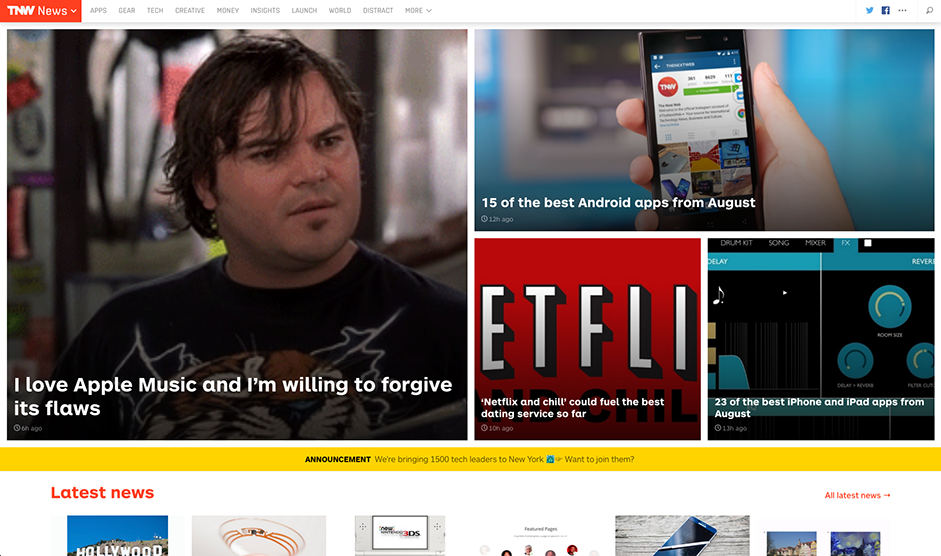 TNW News
APPS GEAR TECH CREATIVE MONEY INSIGHTS LAUNCH WORLD DISTRACT MORE
THENEXTWEB
TNW
361 8629 111
FOLLOWING
The Next Web
I love Apple Music and I'm willing to forgive
its flaws
6h ago
15 of the best Android apps from August
12h ago
ETFLI
ND CHIL
'Netflix and chill' could fuel the best
dating service so far
10h ago
DRUM KIT SONG MIXER FX
DELAY REVERB
ROOM SIZE
DELAY > REVERB FILTER CUT
23 of the best iPhone and iPad apps from
August
13h ago
ANNOUNCEMENT We're bringing 1500 tech leaders to New York 🗽☞ Want to join them?
Latest news
All latest news →
HOLLYWOOD
new
NINTENDO
3DS
Featured Pages